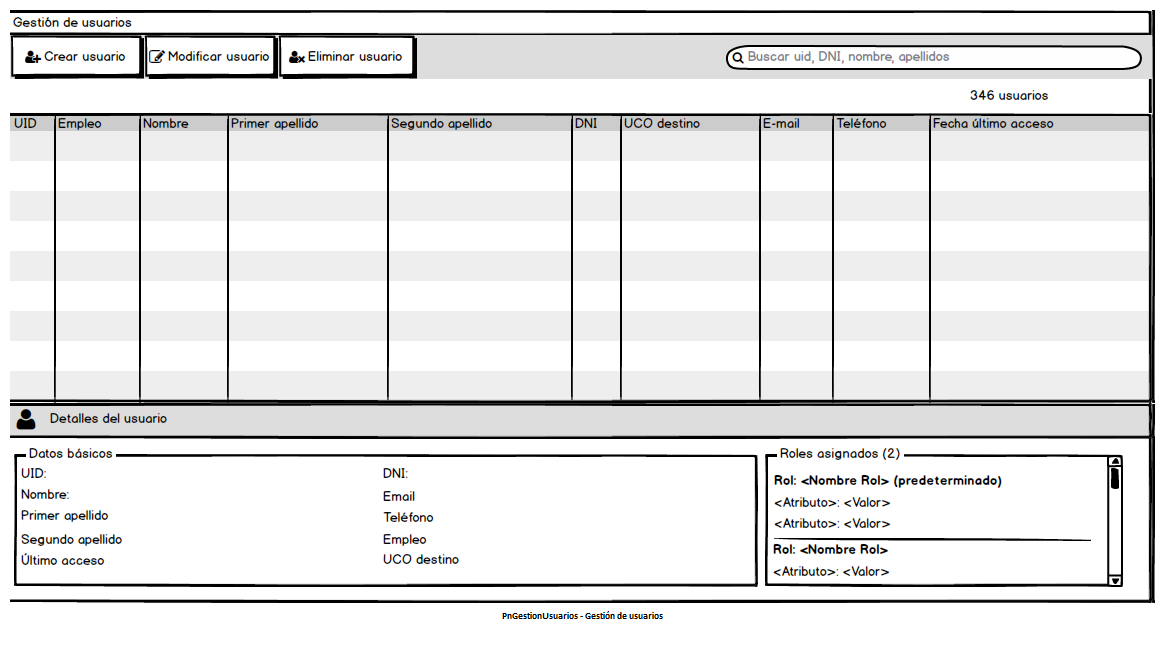 Gestión de usuarios
Crear usuario Modificar usuario Eliminar usuario Buscar uid, DNI, nombre, apellidos
346 usuarios
UID Empleo Nombre Primer apellido Segundo apellido DNI UCO destino E-mail Teléfono Fecha último acceso
Detalles del usuario
Datos básicos
UID: DNI:
Nombre: Email
Primer apellido Teléfono
Segundo apellido Empleo
Último acceso UCO destino
Roles asignados (2)
Rol: <Nombre Rol> (predeterminado)
<Atributo>: <Valor>
<Atributo>: <Valor>
Rol: <Nombre Rol>
<Atributo>: <Valor>
PnGestionUsuarios - Gestión de usuarios